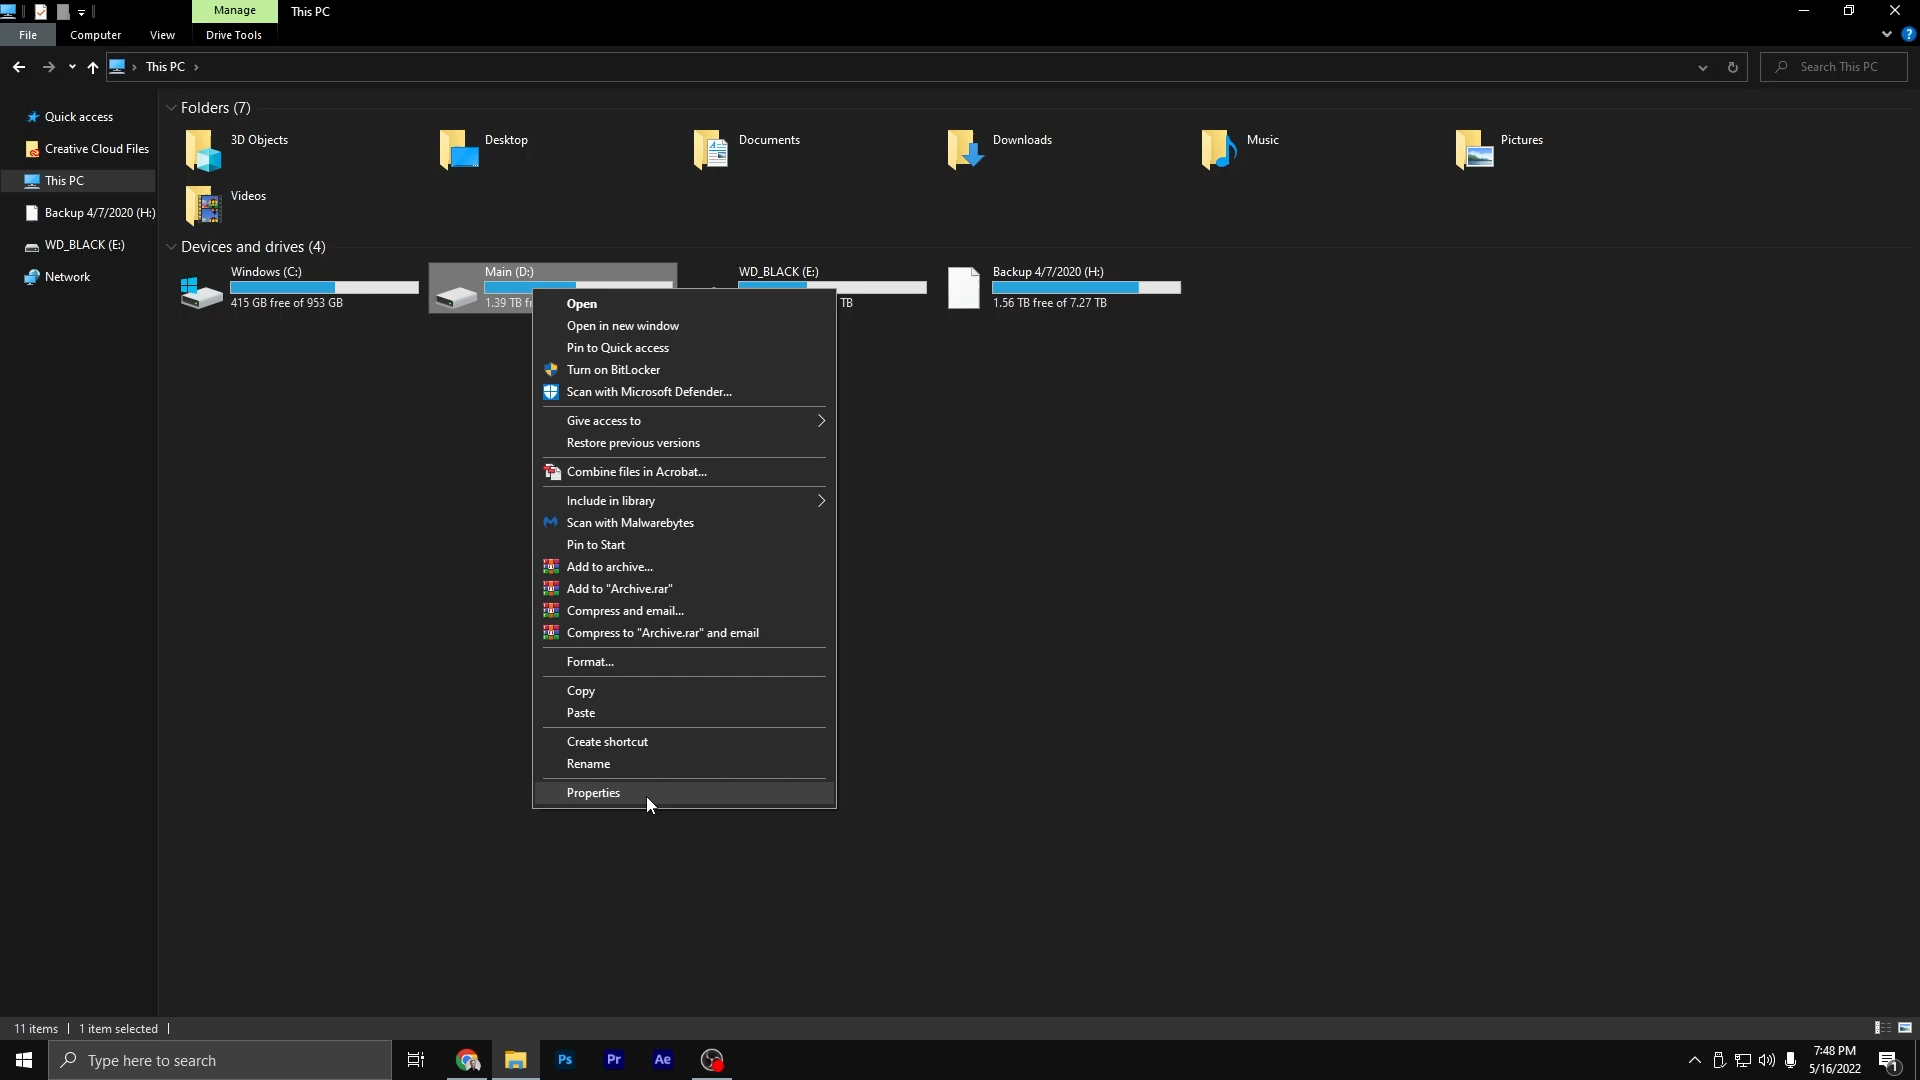 Manage
This PC
File
Computer
View
Drive Tools
This PC
Search This PC
Quick access
Creative Cloud Files
This PC
Backup 4/7/2020 (H:)
WD_BLACK (E:)
Network
Folders (7)
3D Objects
Desktop
Documents
Downloads
Music
Pictures
Videos
Devices and drives (4)
Windows (C:)
415 GB free of 953 GB
Main (D:)
1.39 TB fr
WD_BLACK (E:)
TB
Backup 4/7/2020 (H:)
1.56 TB free of 7.27 TB
Open
Open in new window
Pin to Quick access
Turn on BitLocker
Scan with Microsoft Defender...
Give access to
Restore previous versions
Combine files in Acrobat...
Include in library
Scan with Malwarebytes
Pin to Start
Add to archive...
Add to "Archive.rar"
Compress and email...
Compress to "Archive.rar" and email
Format...
Copy
Paste
Create shortcut
Rename
Properties
11 items
1 item selected
Type here to search
Ps
Pr
Ae
7:48 PM
5/16/2022
1